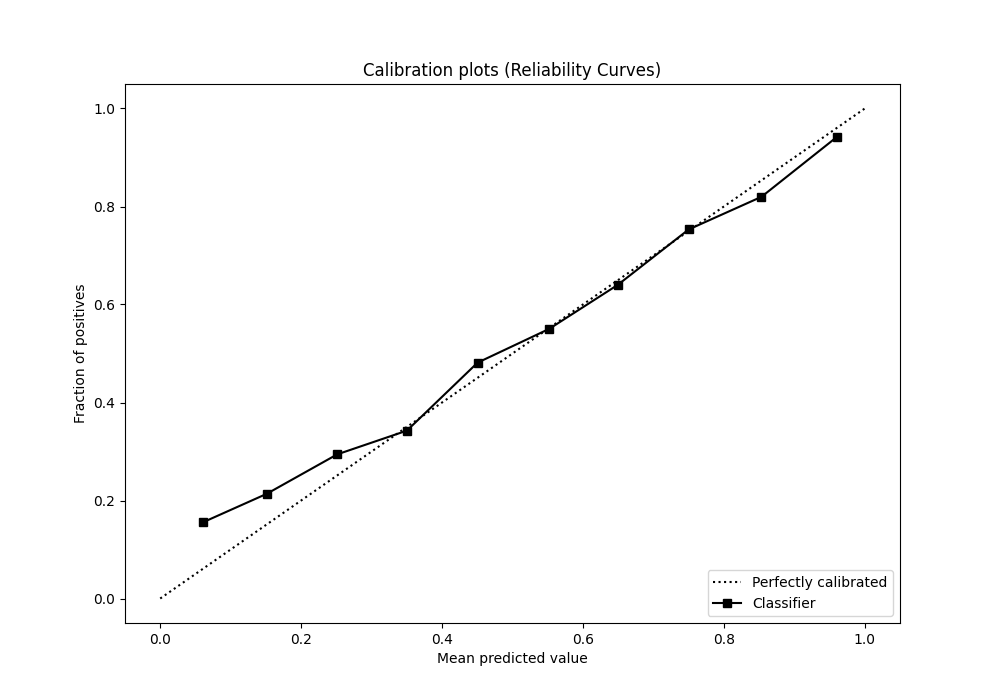 Calibration plots (Reliability Curves)
1.0
0.8
0.6
0.4
0.2
0.0
Fraction of positives
0.0 0.2 0.4 0.6 0.8 1.0
Mean predicted value
Perfectly calibrated
Classifier